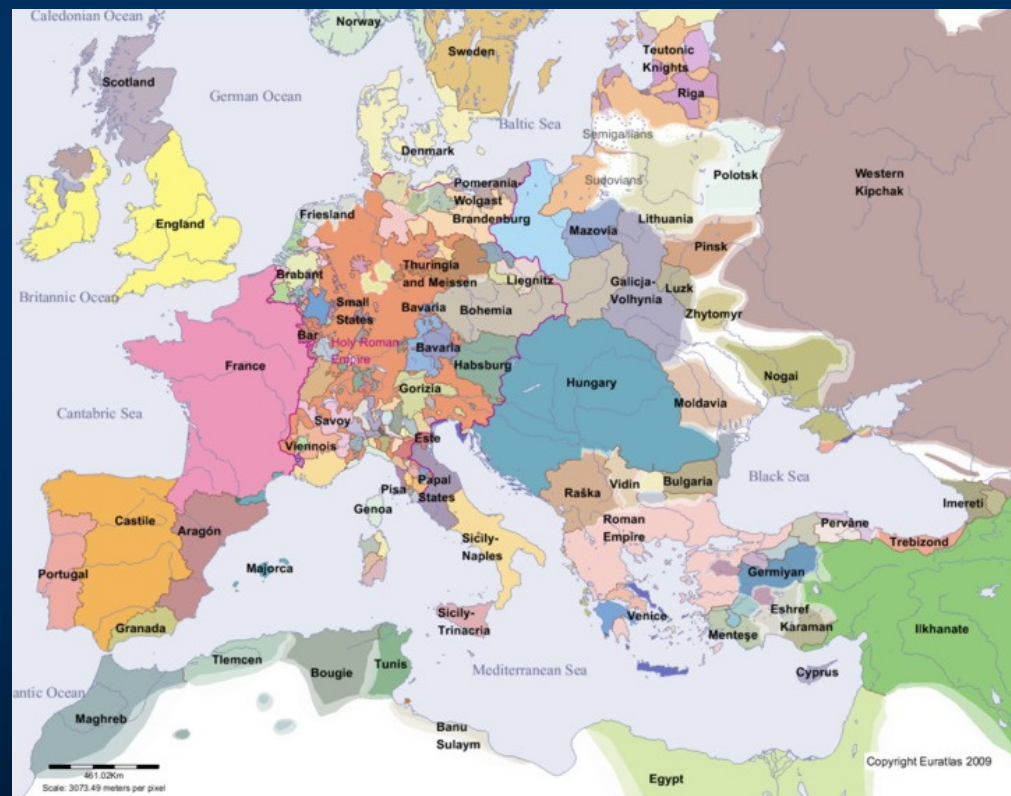 Caledonian Ocean
Norway
Sweden
Teutonic
Knights
Scotland
Riga
German Ocean
Baltic Sea
Semigallians
Denmark
Western
Kipchak
Polotsk
Sudovians
Pomerania-
Wolgast
Friesland
Brandenburg
Lithuania
England
Mazovia
Pinsk
Brabant
Thuringia
and Meissen
Liegnitz
Galicja-
Volhynia
Luzk
Britannic Ocean
Small
States
Bavaria
Bohemia
Zhytomyr
Bar
Holy Roman
Empire
Bavaria
France
Habsburg
Nogai
Hungary
Gorizia
Moldavia
Cantabric Sea
Savoy
Este
Viennois
Black Sea
Papal
States
Pisa
Vidin
Bulgaria
Raška
Imereti
Genoa
Castile
Aragón
Roman
Empire
Pervâne
Trebizond
Sicily-
Naples
Majorca
Portugal
Germiyan
Sicily-
Trinacria
Venice
Eshref
Karaman
Granada
Menteşe
Ilkhanate
Tlemcen
Tunis
Bougie
Mediterranean Sea
Cyprus
antic Ocean
Maghreb
Banu
Sulaym
Copyright Euratlas 2009
461.02Km
Egypt
Scale: 3073.49 meters per pixel